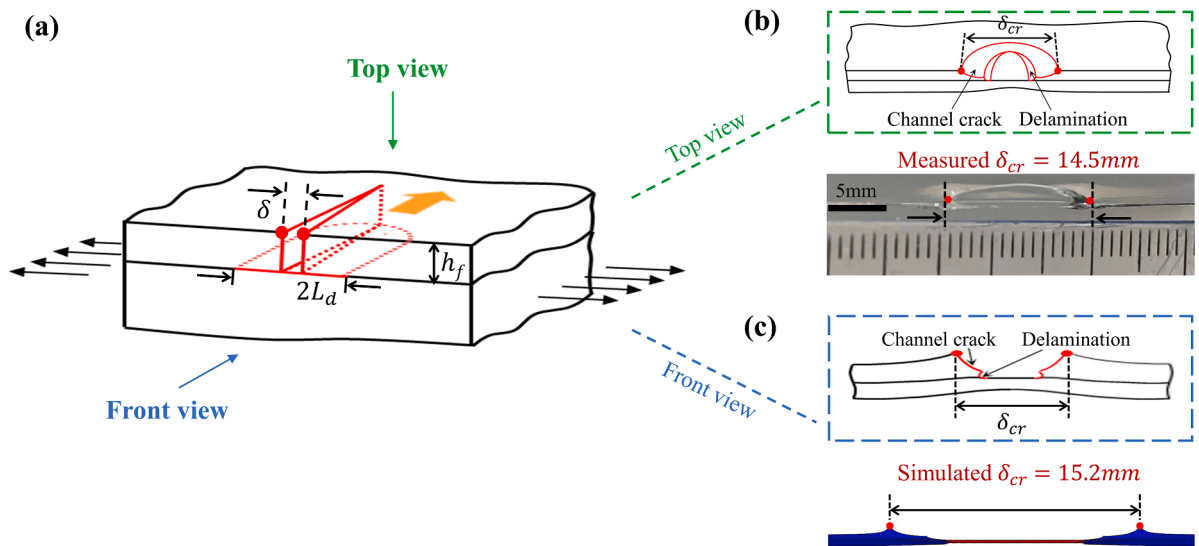 (a)
Top view
δ
h_f
2L_d
Front view
Top view
Front view
(b)
δ_cr
Channel crack
Delamination
Measured δ_cr = 14.5mm
5mm
(c)
Channel crack
Delamination
δ_cr
Simulated δ_cr = 15.2mm